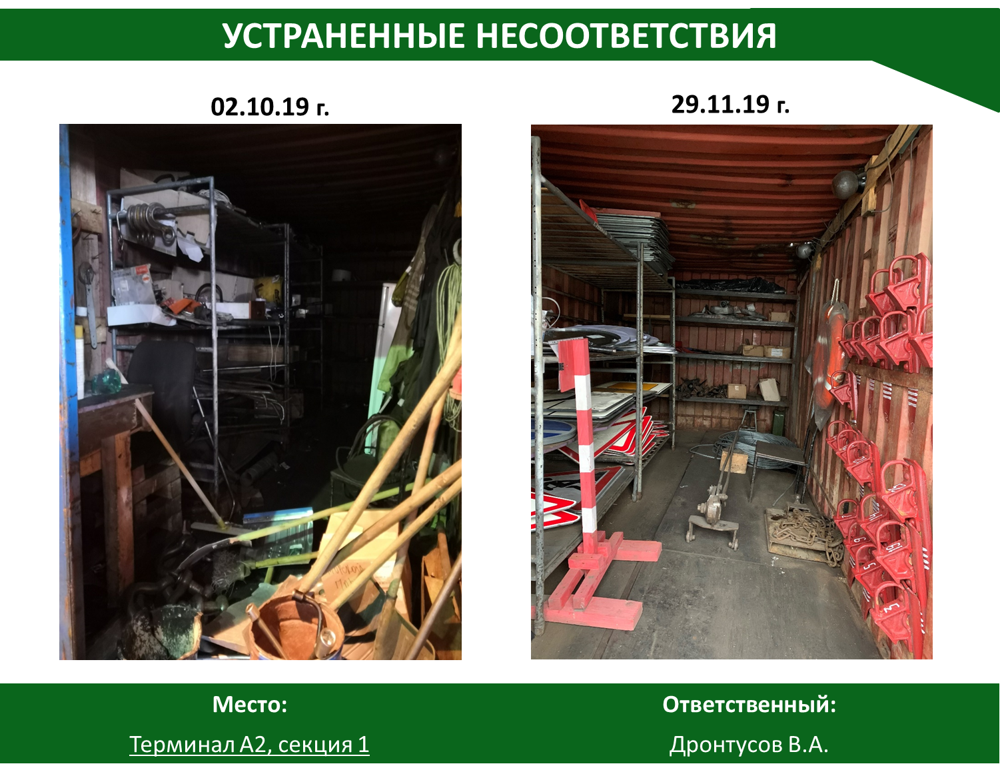 УСТРАНЕННЫЕ НЕСООТВЕТСТВИЯ
02.10.19 г.
29.11.19 г.
Место:
Терминал А2, секция 1
Ответственный:
Дронтусов В.А.